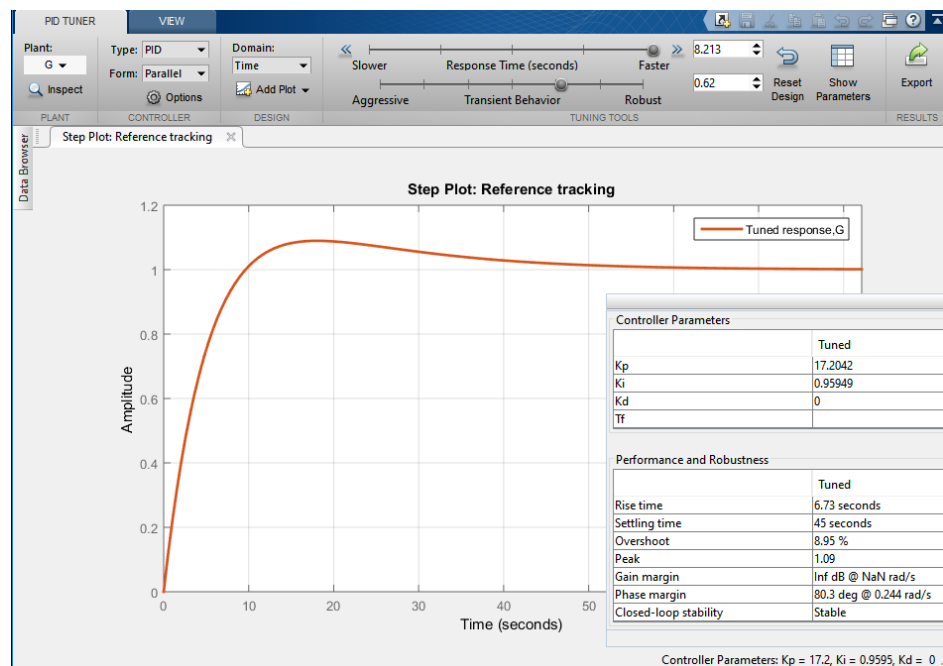 PID TUNER VIEW
Plant: Type: PID Domain:
G Form: Parallel Time Slower Response Time (seconds) Faster 8.213
Inspect Options Add Plot Aggressive Transient Behavior Robust 0.62 Reset Design Show Parameters Export
PLANT CONTROLLER DESIGN TUNING TOOLS RESULTS
Data Browser
Step Plot: Reference tracking
Step Plot: Reference tracking
Tuned response,G
Amplitude
1.2
1
0.8
0.6
0.4
0.2
0
0 10 20 30 40 50
Time (seconds)
Controller Parameters
Tuned
Kp 17.2042
Ki 0.95949
Kd 0
Tf
Performance and Robustness
Tuned
Rise time 6.73 seconds
Settling time 45 seconds
Overshoot 8.95 %
Peak 1.09
Gain margin Inf dB @ NaN rad/s
Phase margin 80.3 deg @ 0.244 rad/s
Closed-loop stability Stable
Controller Parameters: Kp = 17.2, Ki = 0.9595, Kd = 0